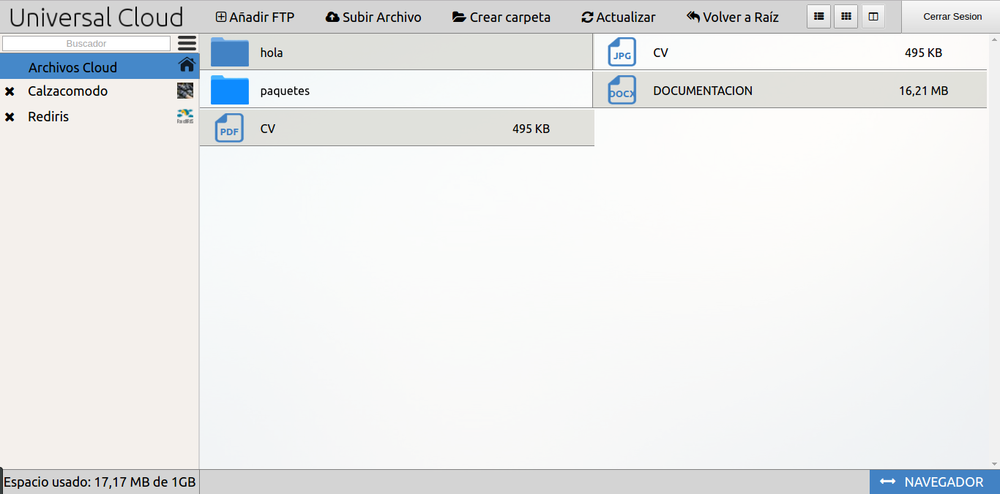 Universal Cloud
Añadir FTP
Subir Archivo
Crear carpeta
Actualizar
Volver a Raíz
Cerrar Sesion
Buscador
Archivos Cloud
Calzacomodo
Rediris
hola
JPG CV 495 KB
paquetes
DOCX DOCUMENTACION 16,21 MB
PDF CV 495 KB
Espacio usado: 17,17 MB de 1GB
NAVEGADOR